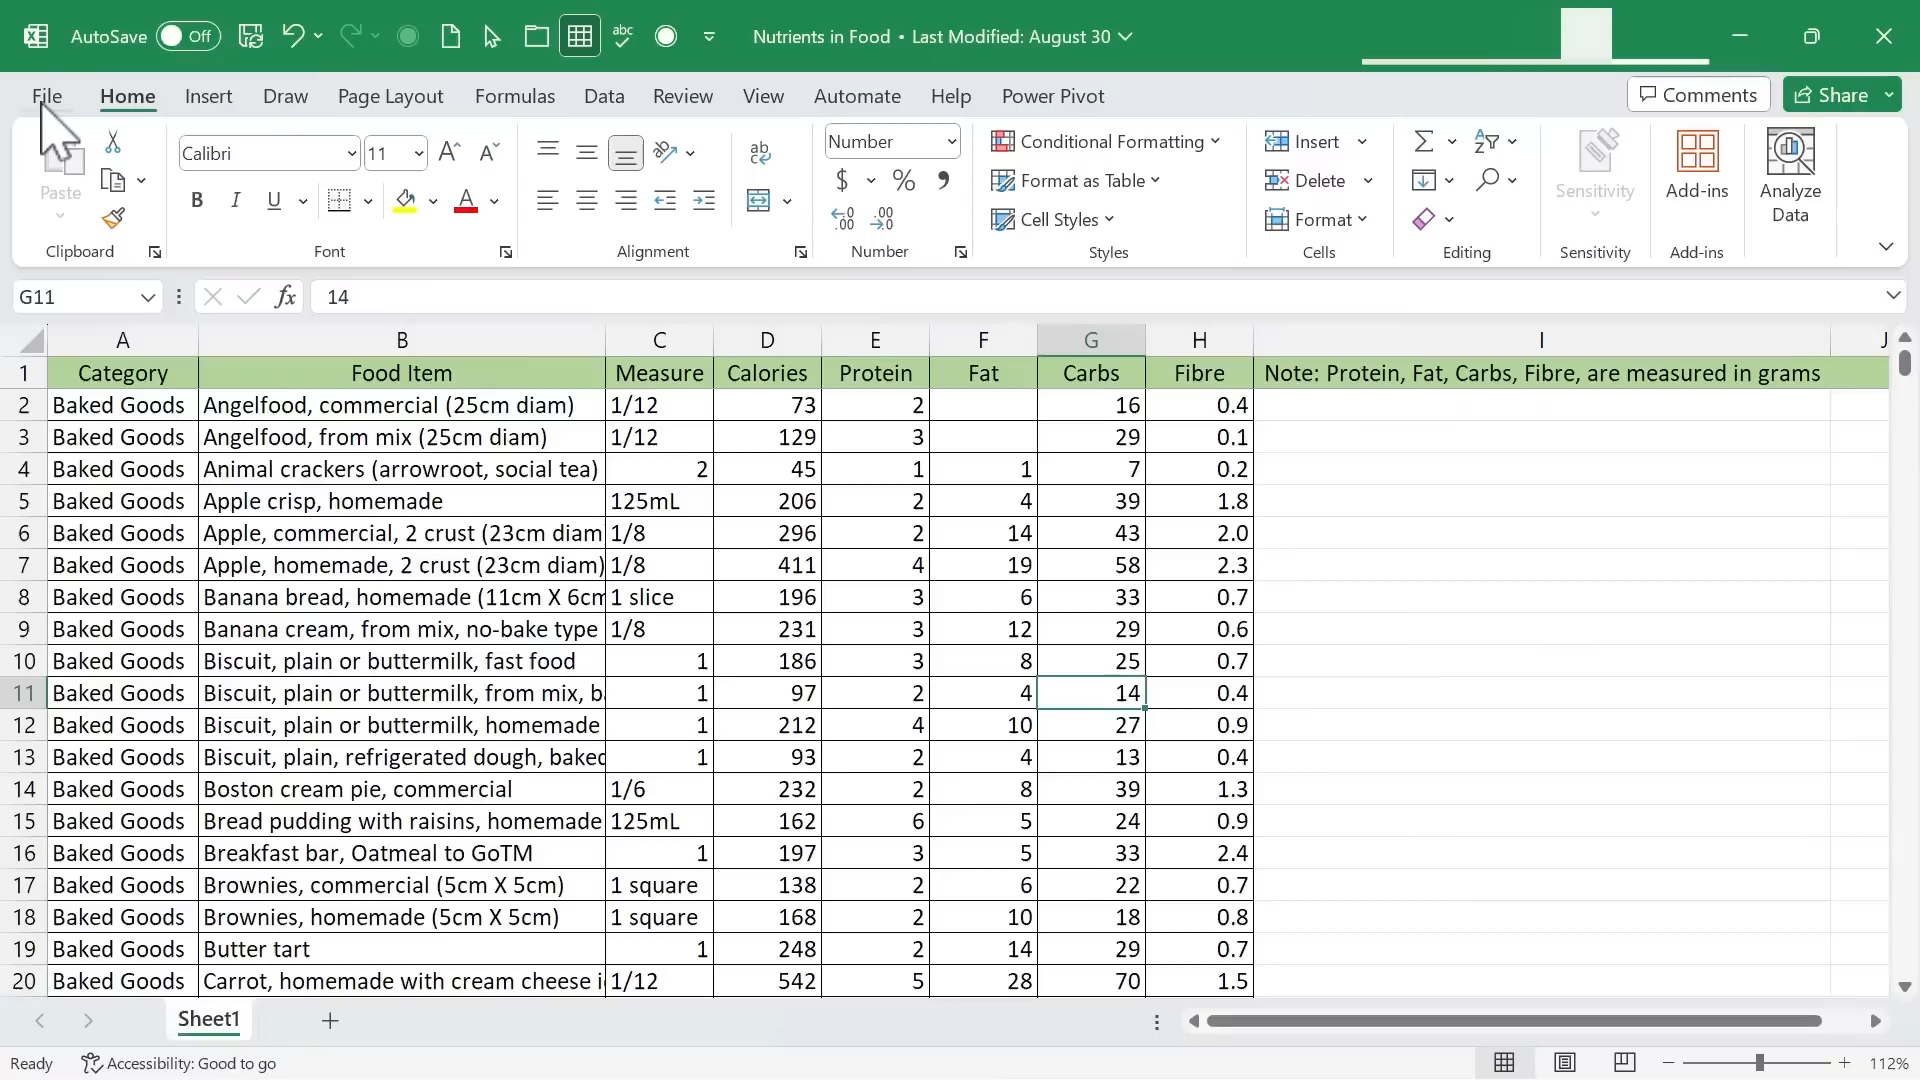 AutoSave Off Nutrients in Food • Last Modified: August 30
File Home Insert Draw Page Layout Formulas Data Review View Automate Help Power Pivot Comments Share
Paste Clipboard
Calibri 11 B I U A Font
ab Alignment
Number $ % Number
Conditional Formatting
Format as Table
Cell Styles
Styles
Insert
Delete
Format
Cells
Editing
Sensitivity
Sensitivity
Add-ins
Add-ins
Analyze
Data
G11 fx 14
A B C D E F G H I J
1 Category Food Item Measure Calories Protein Fat Carbs Fibre Note: Protein, Fat, Carbs, Fibre, are measured in grams
2 Baked Goods Angelfood, commercial (25cm diam) 1/12 73 2 16 0.4
3 Baked Goods Angelfood, from mix (25cm diam) 1/12 129 3 29 0.1
4 Baked Goods Animal crackers (arrowroot, social tea) 2 45 1 1 7 0.2
5 Baked Goods Apple crisp, homemade 125mL 206 2 4 39 1.8
6 Baked Goods Apple, commercial, 2 crust (23cm diam 1/8 296 2 14 43 2.0
7 Baked Goods Apple, homemade, 2 crust (23cm diam) 1/8 411 4 19 58 2.3
8 Baked Goods Banana bread, homemade (11cm X 6cm 1 slice 196 3 6 33 0.7
9 Baked Goods Banana cream, from mix, no-bake type 1/8 231 3 12 29 0.6
10 Baked Goods Biscuit, plain or buttermilk, fast food 1 186 3 8 25 0.7
11 Baked Goods Biscuit, plain or buttermilk, from mix, ba 1 97 2 4 14 0.4
12 Baked Goods Biscuit, plain or buttermilk, homemade 1 212 4 10 27 0.9
13 Baked Goods Biscuit, plain, refrigerated dough, baked 1 93 2 4 13 0.4
14 Baked Goods Boston cream pie, commercial 1/6 232 2 8 39 1.3
15 Baked Goods Bread pudding with raisins, homemade 125mL 162 6 5 24 0.9
16 Baked Goods Breakfast bar, Oatmeal to GoTM 1 197 3 5 33 2.4
17 Baked Goods Brownies, commercial (5cm X 5cm) 1 square 138 2 6 22 0.7
18 Baked Goods Brownies, homemade (5cm X 5cm) 1 square 168 2 10 18 0.8
19 Baked Goods Butter tart 1 248 2 14 29 0.7
20 Baked Goods Carrot, homemade with cream cheese i 1/12 542 5 28 70 1.5
Sheet1
Ready Accessibility: Good to go 112%